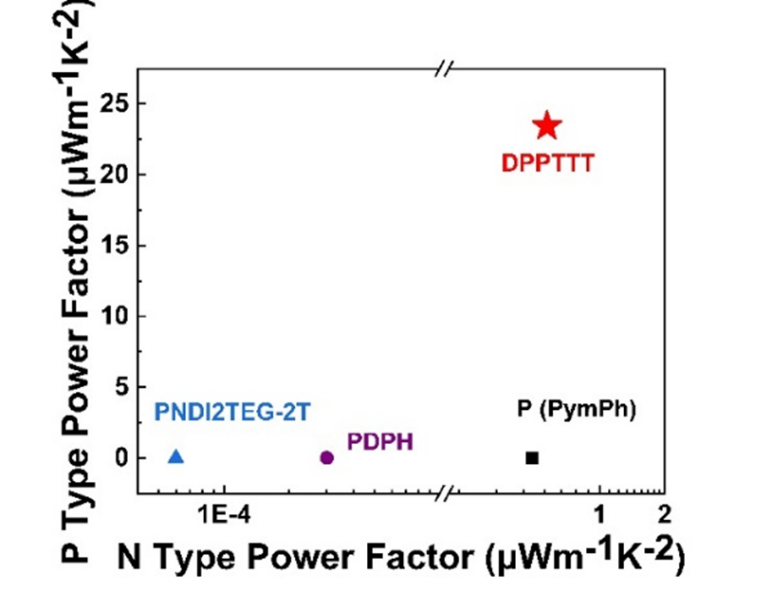 P Type Power Factor (μWm-1K-2)
25
20
15
10
5
0
DPPTTT
PNDI2TEG-2T
PDPH
P (PymPh)
1E-4
1
2
N Type Power Factor (μWm-1K-2)